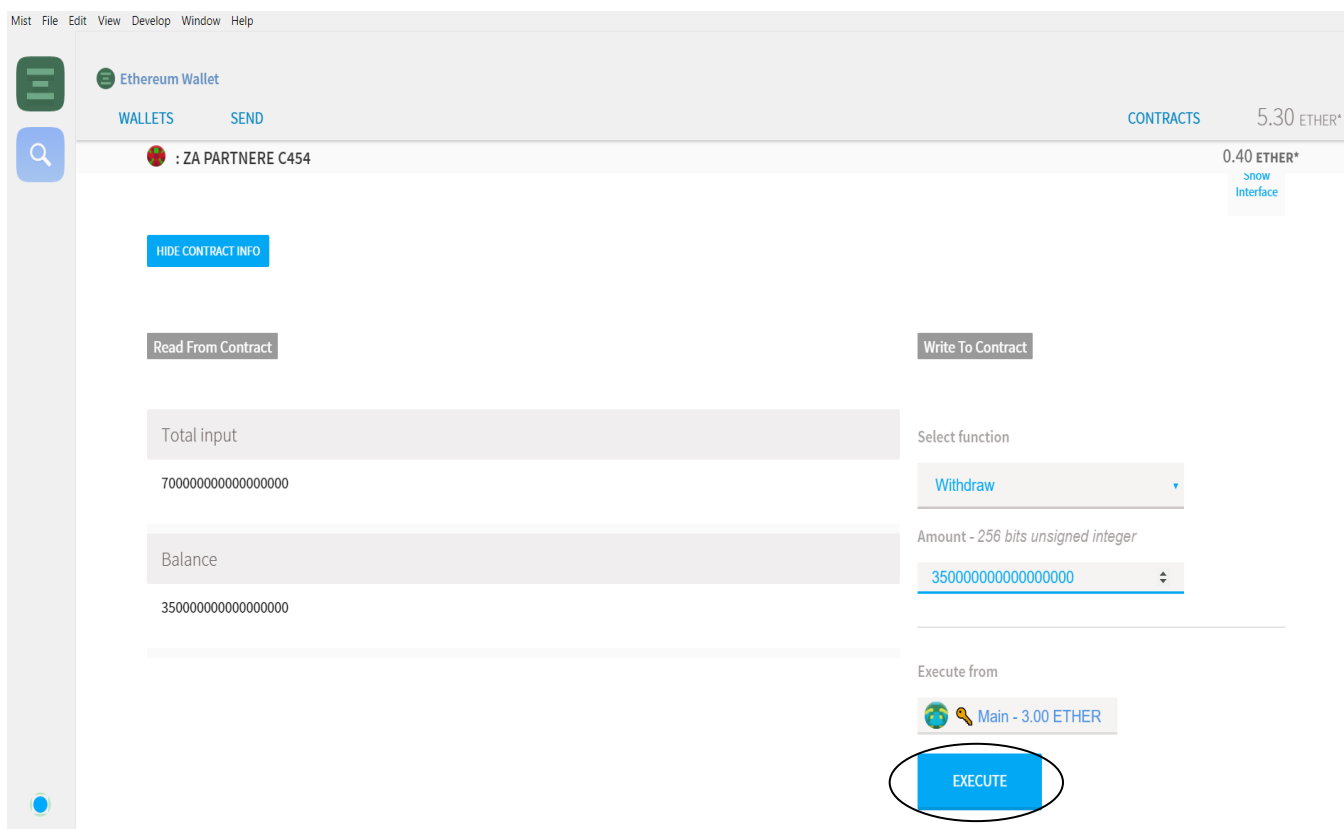 Mist File Edit View Develop Window Help
Ethereum Wallet
WALLETS SEND CONTRACTS 5.30 ETHER*
: ZA PARTNERE C454 0.40 ETHER*
Show
Interface
HIDE CONTRACT INFO
Read From Contract
Total input
700000000000000000
Balance
350000000000000000
Write To Contract
Select function
Withdraw
Amount - 256 bits unsigned integer
350000000000000000
Execute from
Main - 3.00 ETHER
EXECUTE